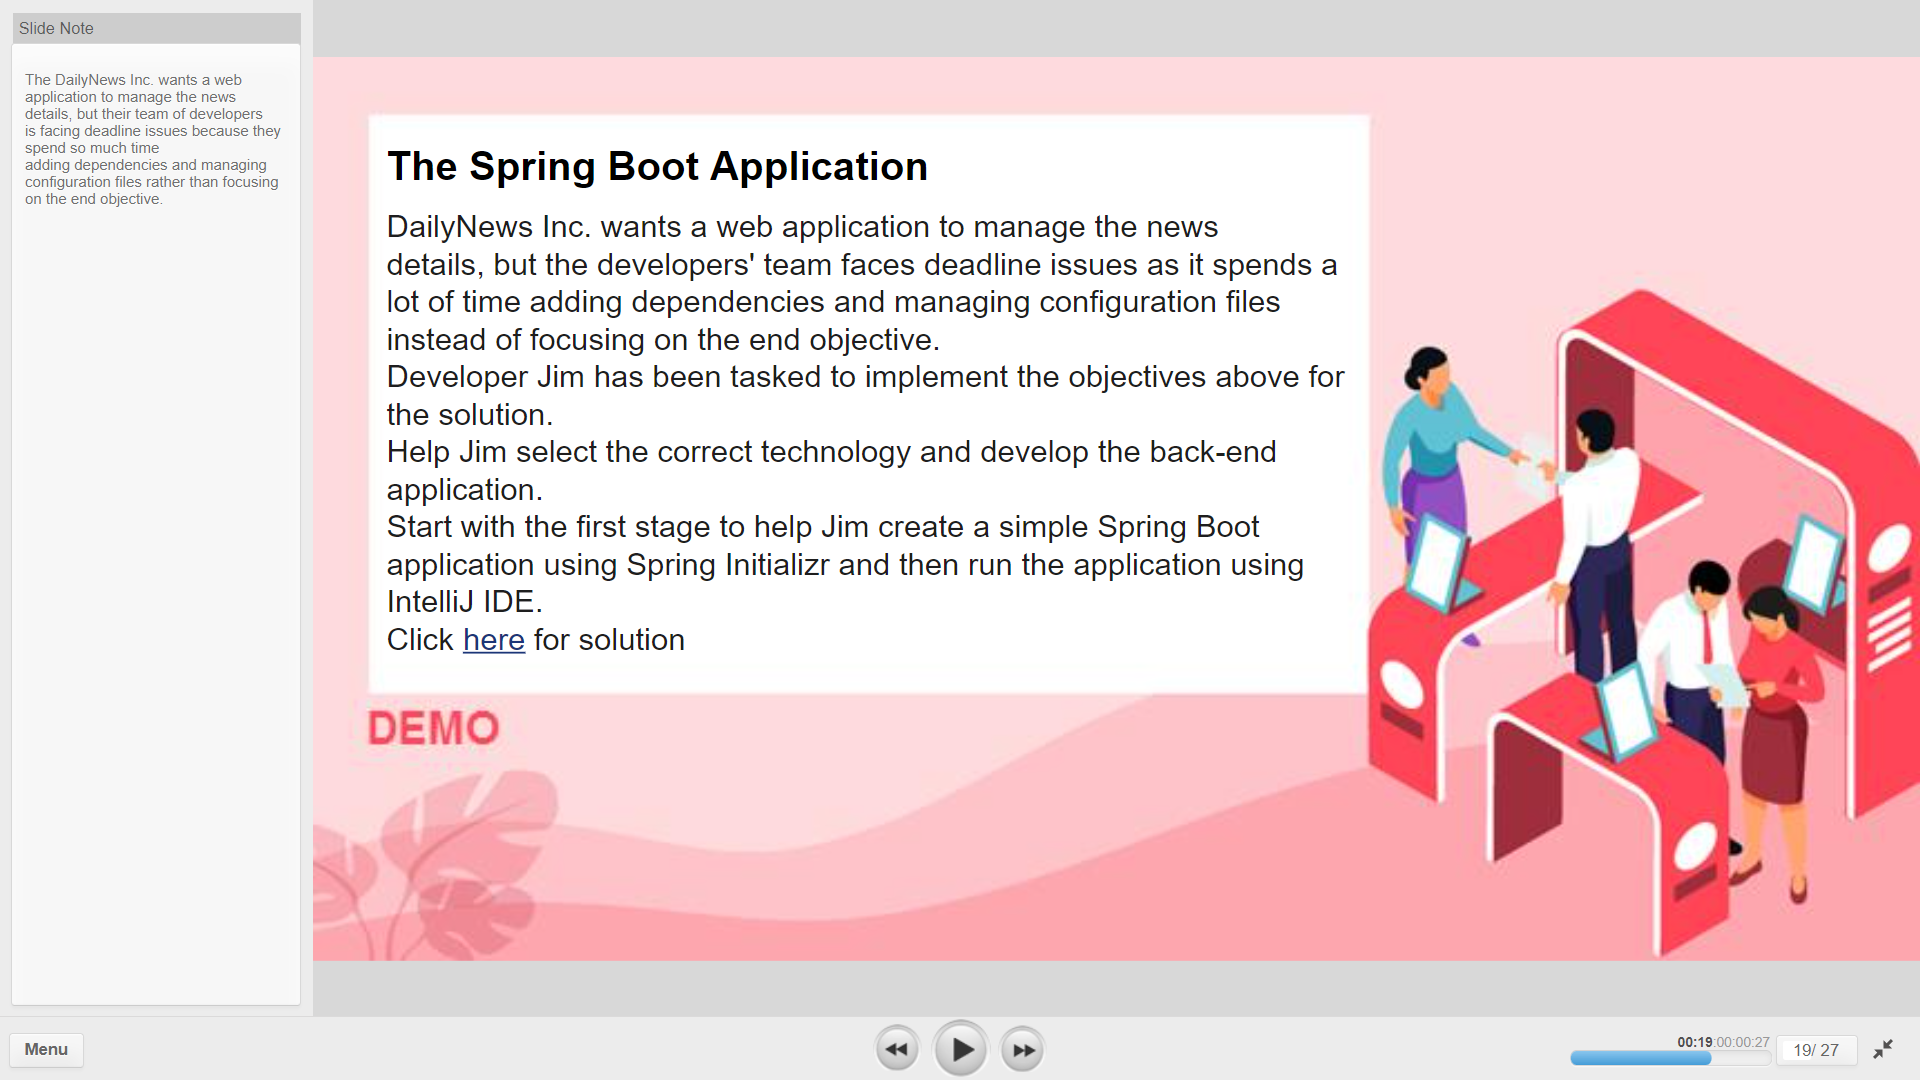 Slide Note
The DailyNews Inc. wants a web
application to manage the news
details, but their team of developers
is facing deadline issues because they
spend so much time
adding dependencies and managing
configuration files rather than focusing
on the end objective.
The Spring Boot Application
DailyNews Inc. wants a web application to manage the news
details, but the developers' team faces deadline issues as it spends a
lot of time adding dependencies and managing configuration files
instead of focusing on the end objective.
Developer Jim has been tasked to implement the objectives above for
the solution.
Help Jim select the correct technology and develop the back-end
application.
Start with the first stage to help Jim create a simple Spring Boot
application using Spring Initializr and then run the application using
IntelliJ IDE.
Click here for solution
DEMO
Menu
00:19:00:00:27
19/ 27